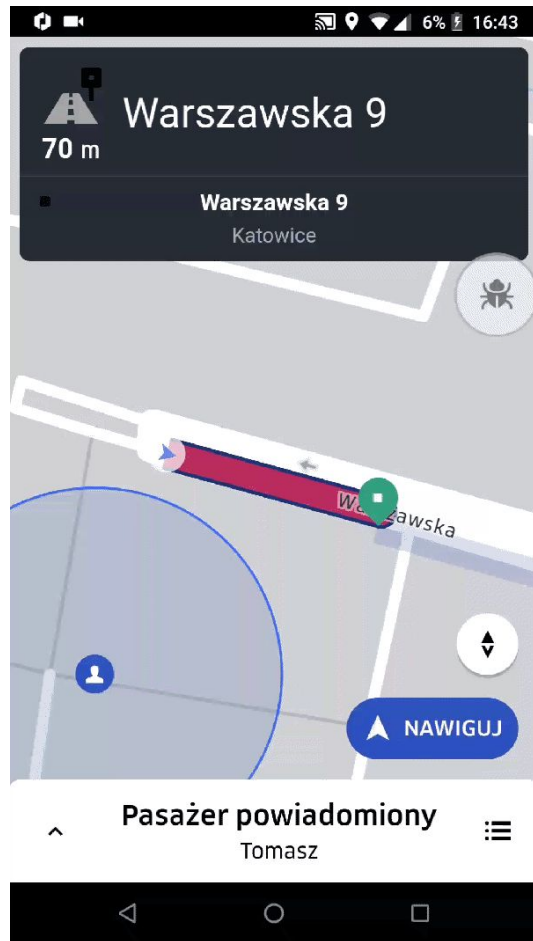 6% 16:43
Warszawska 9
70 m
Warszawska 9
Katowice
Warszawska
NAWIGUJ
Pasażer powiadomiony
Tomasz